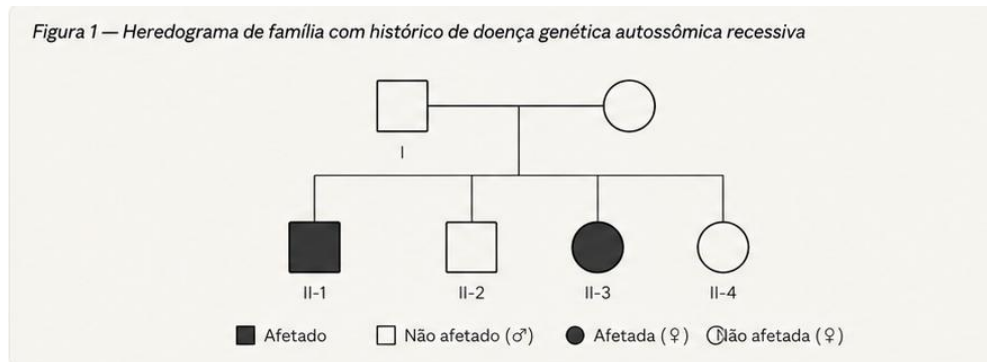 Figura 1 — Heredograma de família com histórico de doença genética autossômica recessiva
I
II-1 II-2 II-3 II-4
Afetado Não afetado (♂) Afetada (♀) Não afetada (♀)